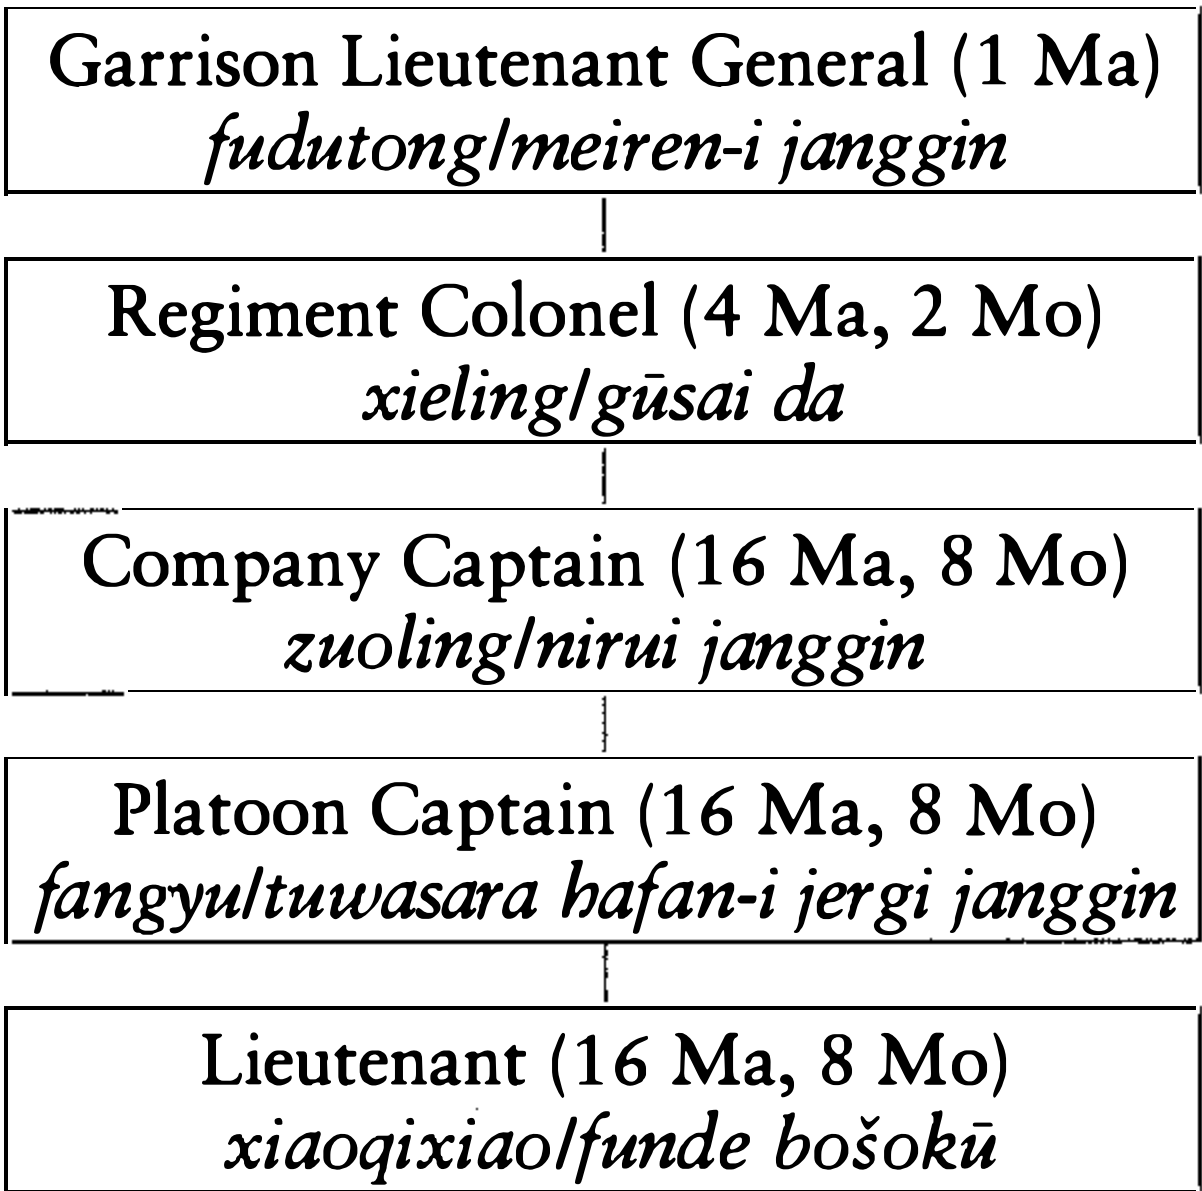 Garrison Lieutenant General (1 Ma)
fudutong/meiren-i janggin
Regiment Colonel (4 Ma, 2 Mo)
xieling/gūsai da
Company Captain (16 Ma, 8 Mo)
zuoling/nirui janggin
Platoon Captain (16 Ma, 8 Mo)
fangyu/tuwasara hafan-i jergi janggin
Lieutenant (16 Ma, 8 Mo)
xiaoqixiao/funde bošokū